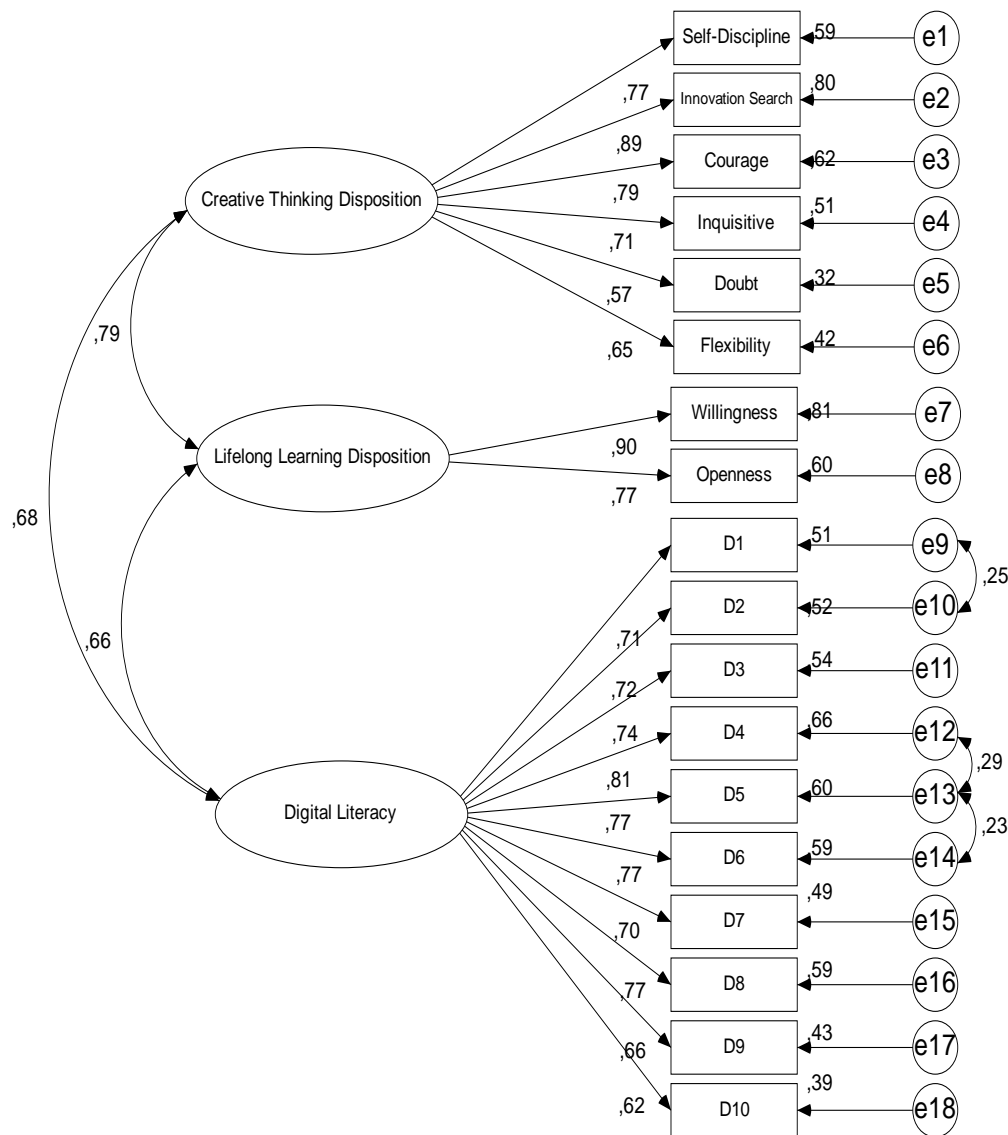 Self-Discipline
,59
e1
,77
Innovation Search
,80
e2
,89
Courage
,62
e3
Creative Thinking Disposition
,79
Inquisitive
,51
e4
,71
Doubt
,32
e5
,57
Flexibility
,42
e6
,65
,79
Willingness
,81
e7
,90
Lifelong Learning Disposition
Openness
,60
e8
,77
,68
D1
,51
e9
,25
D2
,52
e10
,71
,66
D3
,54
e11
,72
D4
,66
e12
,74
,29
D5
,60
e13
,81
Digital Literacy
,23
D6
,59
e14
,77
D7
,49
e15
,77
D8
,59
e16
,70
D9
,43
e17
,77
D10
,39
e18
,66
,62